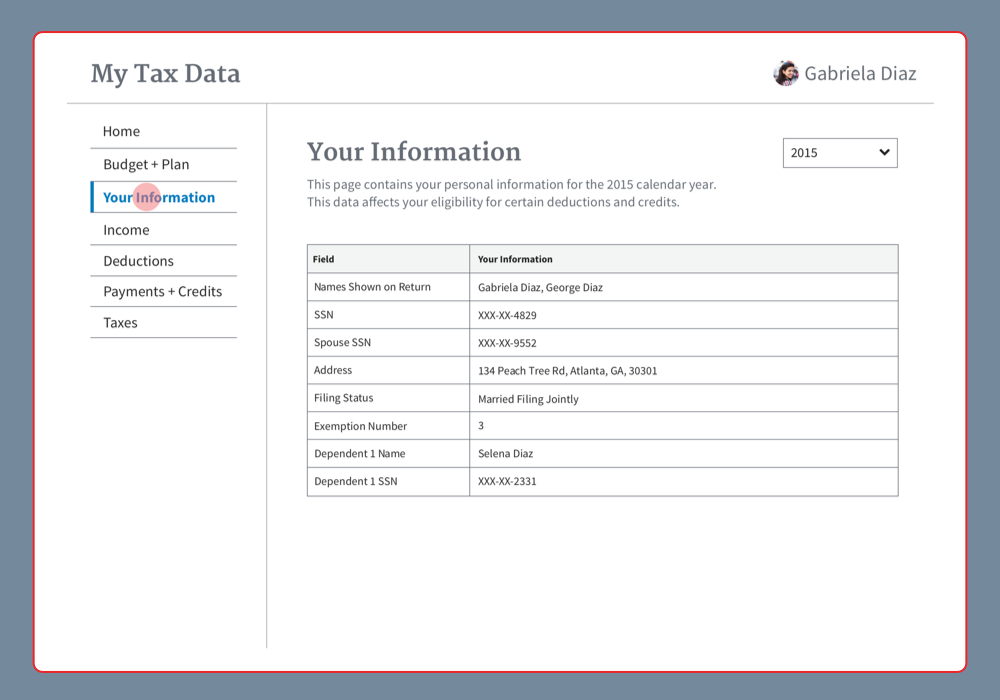 My Tax Data
Gabriela Diaz
Home
Budget + Plan
Your Information
Income
Deductions
Payments + Credits
Taxes
Your Information
2015
This page contains your personal information for the 2015 calendar year.
This data affects your eligibility for certain deductions and credits.
Field Your Information
Names Shown on Return Gabriela Diaz, George Diaz
SSN XXX-XX-4829
Spouse SSN XXX-XX-9552
Address 134 Peach Tree Rd, Atlanta, GA, 30301
Filing Status Married Filing Jointly
Exemption Number 3
Dependent 1 Name Selena Diaz
Dependent 1 SSN XXX-XX-2331